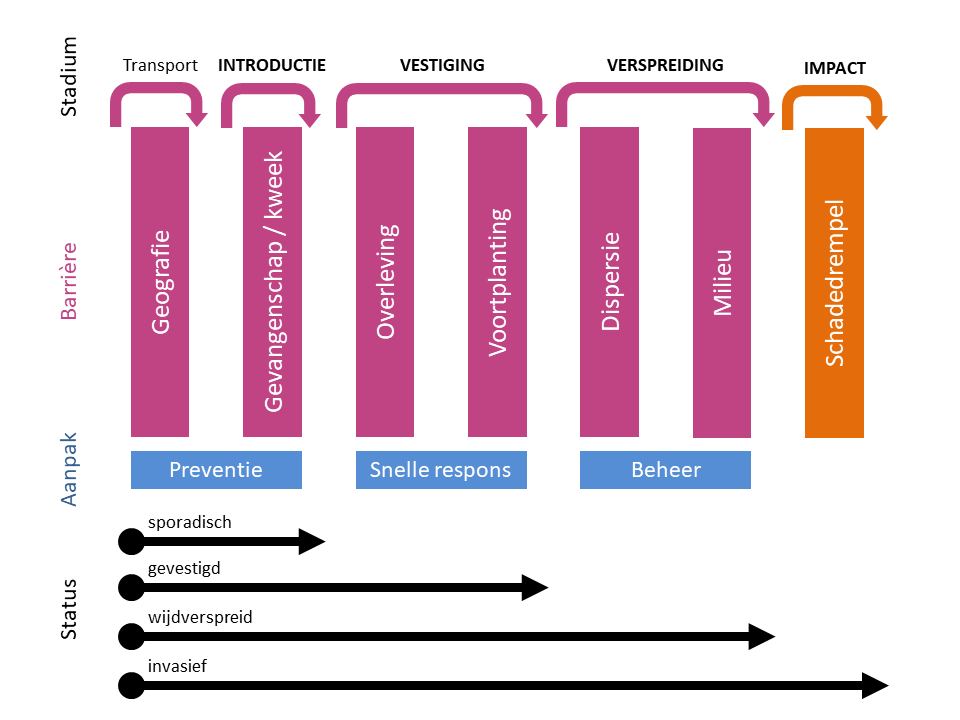 Stadium
Transport
INTRODUCTIE
VESTIGING
VERSPREIDING
IMPACT
Barrière
Geografie
Gevangenschap / kweek
Overleving
Voortplanting
Dispersie
Milieu
Schadedrempel
Aanpak
Preventie
Snelle respons
Beheer
Status
sporadisch
gevestigd
wijdverspreid
invasief